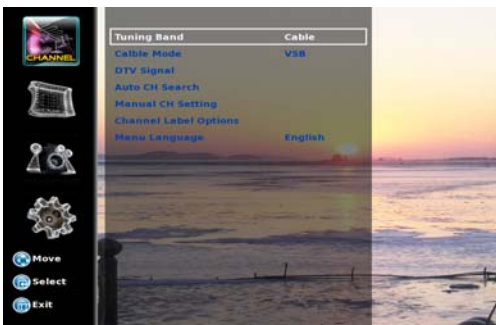 CHANNEL
Tuning Band Cable
Calble Mode VSB
DTV Signal
Auto CH Search
Manual CH Setting
Channel Label Options
Menu Language English
Move
Select
Exit